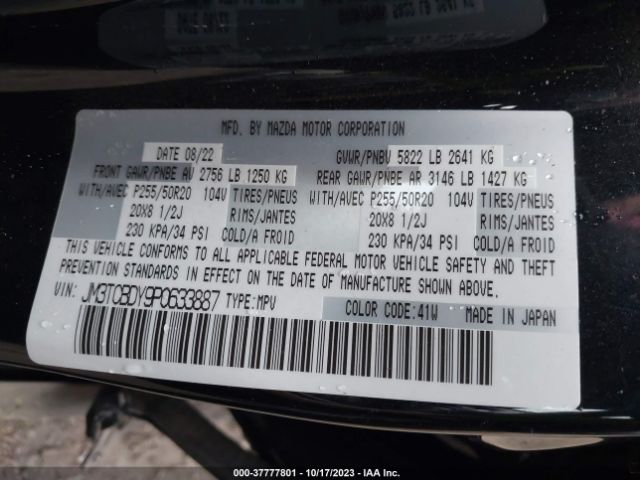 MFD. BY MAZDA MOTOR CORPORATION
DATE 08/22 GVWR/PNBV 5822 LB 2641 KG
FRONT GAWR/PNBE AV 2756 LB 1250 KG REAR GAWR/PNBE AR 3146 LB 1427 KG
WITH/AVEC P255/50R20 104V TIRES/PNEUS WITH/AVEC P255/50R20 104V TIRES/PNEUS
20X8 1/2J RIMS/JANTES 20X8 1/2J RIMS/JANTES
230 KPA/34 PSI COLD/A FROID 230 KPA/34 PSI COLD/A FROID
THIS VEHICLE CONFORMS TO ALL APPLICABLE FEDERAL MOTOR VEHICLE SAFETY AND THEFT
PREVENTION STANDARDS IN EFFECT ON THE DATE OF MANUFACTURE SHOWN ABOVE.
VIN: JM3TCBDY9P0633887 TYPE:MPV COLOR CODE:41W MADE IN JAPAN
000-37777801 - 10/17/2023 - IAA Inc.